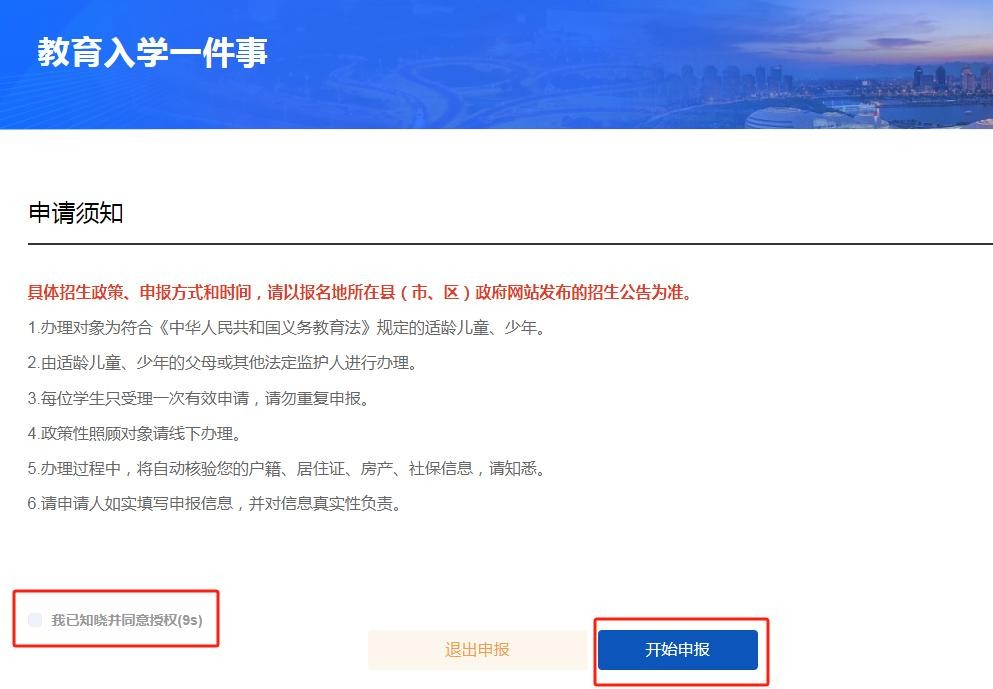 教育入学一件事
申请须知
具体招生政策、申报方式和时间，请以报名地所在县（市、区）政府网站发布的招生公告为准。
1.办理对象为符合《中华人民共和国义务教育法》规定的适龄儿童、少年。
2.由适龄儿童、少年的父母或其他法定监护人进行办理。
3.每位学生只受理一次有效申请，请勿重复申报。
4.政策性照顾对象请线下办理。
5.办理过程中，将自动核验您的户籍、居住证、房产、社保信息，请知悉。
6.请申请人如实填写申报信息，并对信息真实性负责。
我已知晓并同意授权(9s)
退出申报
开始申报